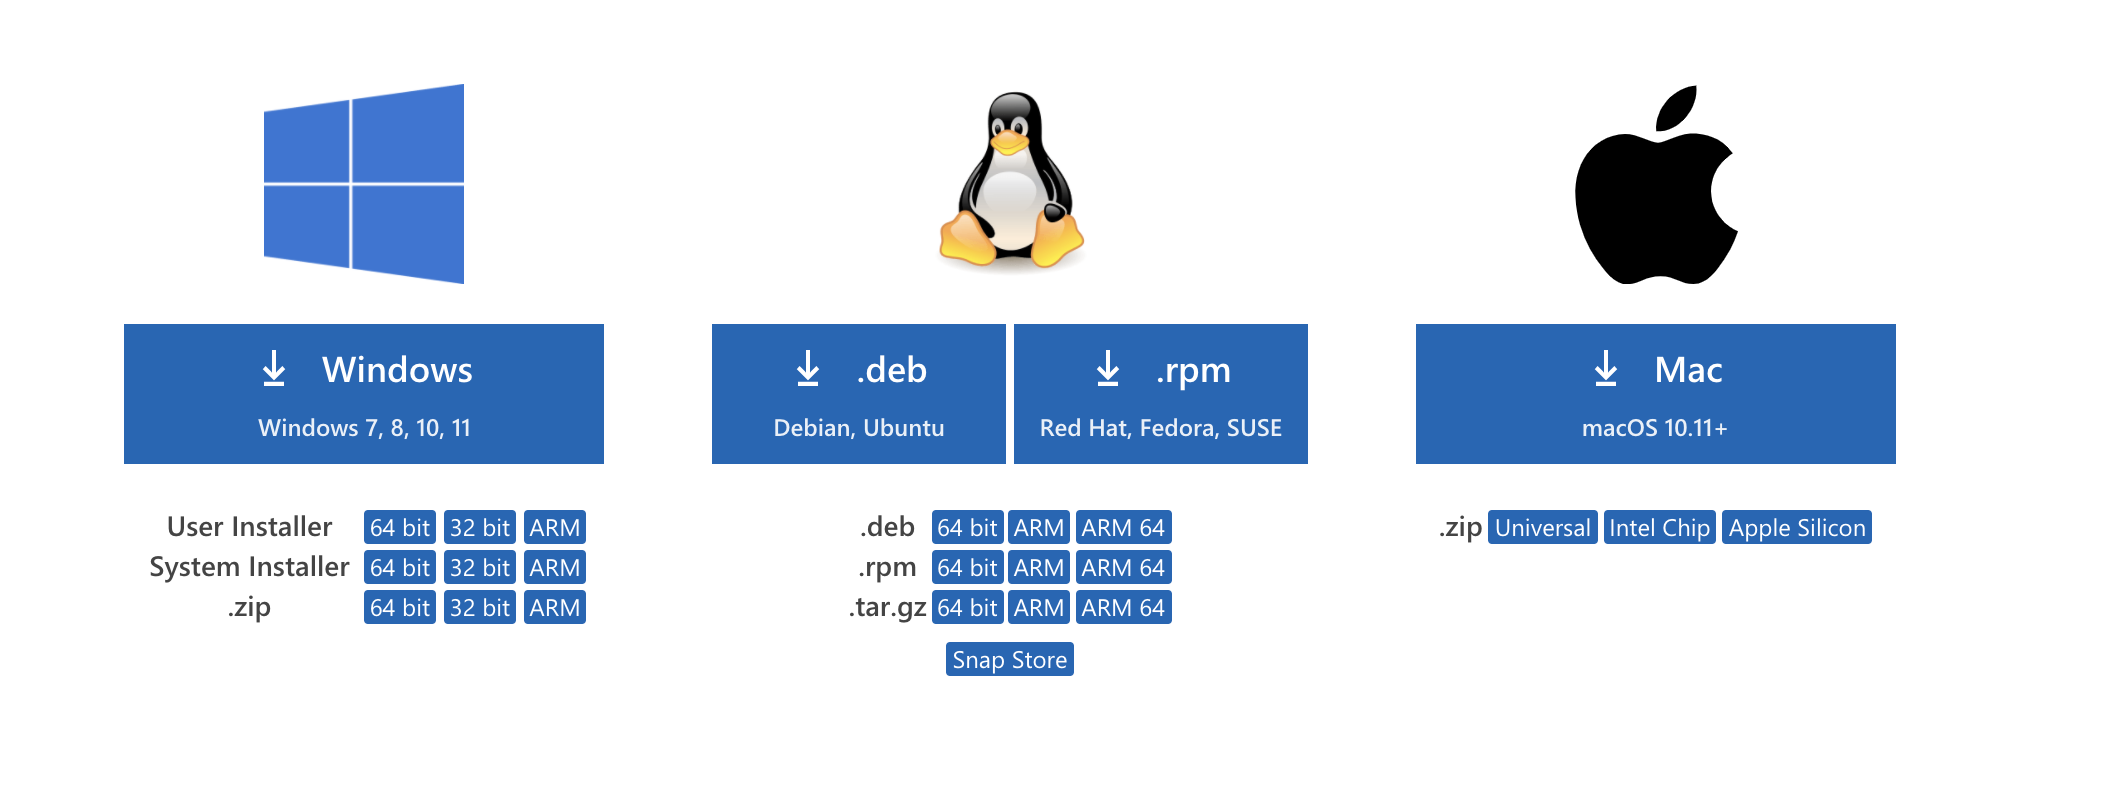 Windows
Windows 7, 8, 10, 11
User Installer 64 bit 32 bit ARM
System Installer 64 bit 32 bit ARM
.zip 64 bit 32 bit ARM
.deb
Debian, Ubuntu
.rpm
Red Hat, Fedora, SUSE
.deb 64 bit ARM ARM 64
.rpm 64 bit ARM ARM 64
.tar.gz 64 bit ARM ARM 64
Snap Store
Mac
macOS 10.11+
.zip Universal Intel Chip Apple Silicon